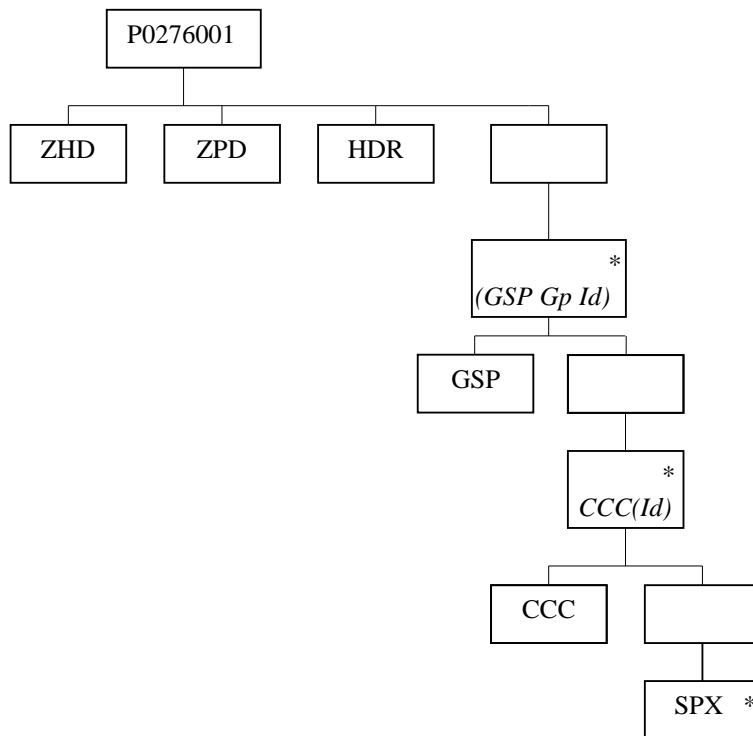 P0276001
ZHD ZPD HDR
*
(GSP Gp Id)
GSP
*
CCC(Id)
CCC
SPX *